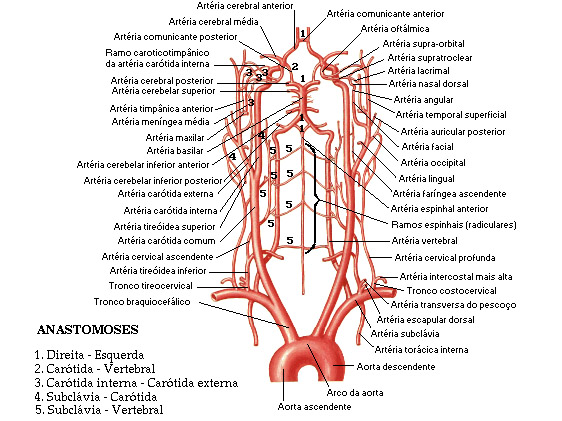 Artéria cerebral anterior
Artéria cerebral média
Artéria comunicante posterior
Ramo caroticotimpânico
da artéria carótida interna
Artéria cerebral posterior
Artéria cerebelar superior
Artéria timpânica anterior
Artéria meníngea média
Artéria maxilar
Artéria basilar
Artéria cerebelar inferior anterior
Artéria cerebelar inferior posterior
Artéria carótida externa
Artéria carótida interna
Artéria tireóidea superior
Artéria carótida comum
Artéria cervical ascendente
Artéria tireóidea inferior
Tronco tireocervical
Tronco braquiocefálico
Artéria comunicante anterior
Artéria oftálmica
Artéria supra-orbital
Artéria supratroclear
Artéria lacrimal
Artéria nasal dorsal
Artéria angular
Artéria temporal superficial
Artéria auricular posterior
Artéria facial
Artéria occipital
Artéria lingual
Artéria faríngea ascendente
Artéria espinhal anterior
Ramos espinhais (radiculares)
Artéria vertebral
Artéria cervical profunda
Artéria intercostal mais alta
Tronco costocervical
Artéria transversa do pescoço
Artéria escapular dorsal
Artéria subclávia
Artéria torácica interna
Aorta descendente
Arco da aorta
Aorta ascendente
1
2
1
3 3
3 3
3
1
1
4
4
5 5
5 5
5
5
5 5
ANASTOMOSES
1. Direita - Esquerda
2. Carótida - Vertebral
3. Carótida interna - Carótida externa
4. Subclávia - Carótida
5. Subclávia - Vertebral